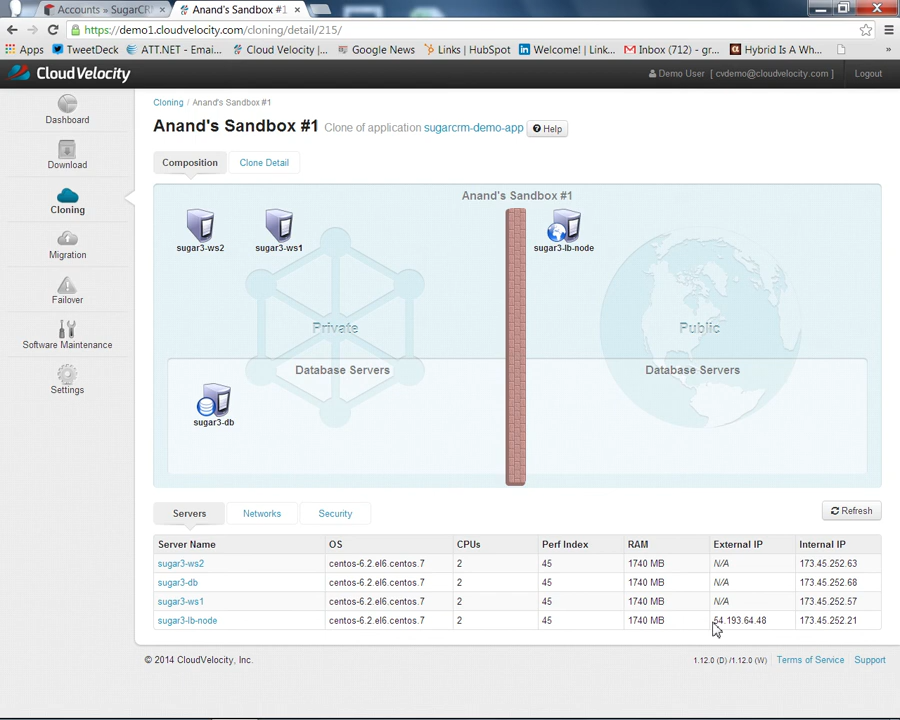 Accounts » SugarCR
Anand's Sandbox #1
https://demo1.cloudvelocity.com/cloning/detail/215/
Apps
TweetDeck
ATT.NET - Emai...
Cloud Velocity |...
Google News
Links | HubSpot
Welcome! | Link...
Inbox (712) - gr...
Hybrid Is A Wh...
»
CloudVelocity
Demo User [ cvdemo@cloudvelocity.com ]
Logout
Dashboard
Download
Cloning
Migration
Failover
Software Maintenance
Settings
Cloning / Anand's Sandbox #1
Anand's Sandbox #1 Clone of application sugarcrm-demo-app
Help
Composition
Clone Detail
Anand's Sandbox #1
sugar3-ws2
sugar3-ws1
sugar3-lb-node
Private
Public
Database Servers
Database Servers
sugar3-db
Servers
Networks
Security
Refresh
Server Name OS CPUs Perf Index RAM External IP Internal IP
sugar3-ws2 centos-6.2.el6.centos.7 2 45 1740 MB N/A 173.45.252.63
sugar3-db centos-6.2.el6.centos.7 2 45 1740 MB N/A 173.45.252.68
sugar3-ws1 centos-6.2.el6.centos.7 2 45 1740 MB N/A 173.45.252.57
sugar3-lb-node centos-6.2.el6.centos.7 2 45 1740 MB 54.193.64.48 173.45.252.21
© 2014 CloudVelocity, Inc.
1.12.0 (D) /1.12.0 (W)
Terms of Service
Support